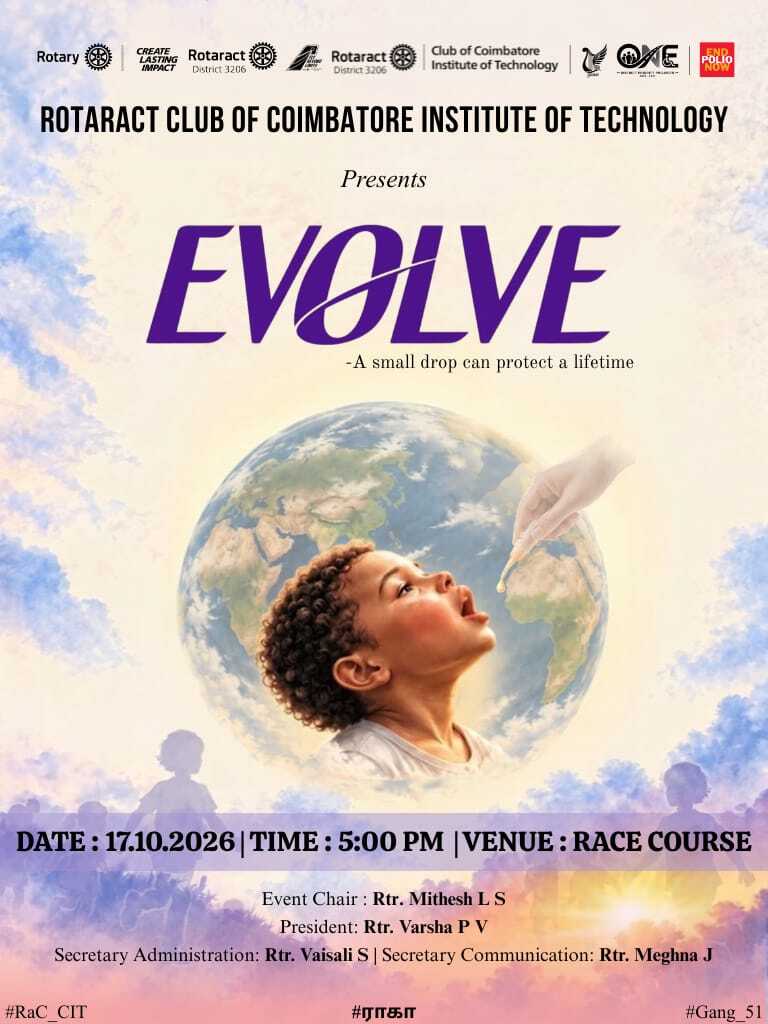 Rotary | CREATE LASTING IMPACT Rotaract District 3206 Rotaract District 3206 | Club of Coimbatore Institute of Technology | ONE | END POLIO NOW
ROTARACT CLUB OF COIMBATORE INSTITUTE OF TECHNOLOGY
Presents
EVOLVE
-A small drop can protect a lifetime
DATE : 17.10.2026 | TIME : 5:00 PM | VENUE : RACE COURSE
Event Chair : Rtr. Mithesh L S
President: Rtr. Varsha P V
Secretary Administration: Rtr. Vaisali S | Secretary Communication: Rtr. Meghna J
#RaC_CIT #ராகா #Gang_51